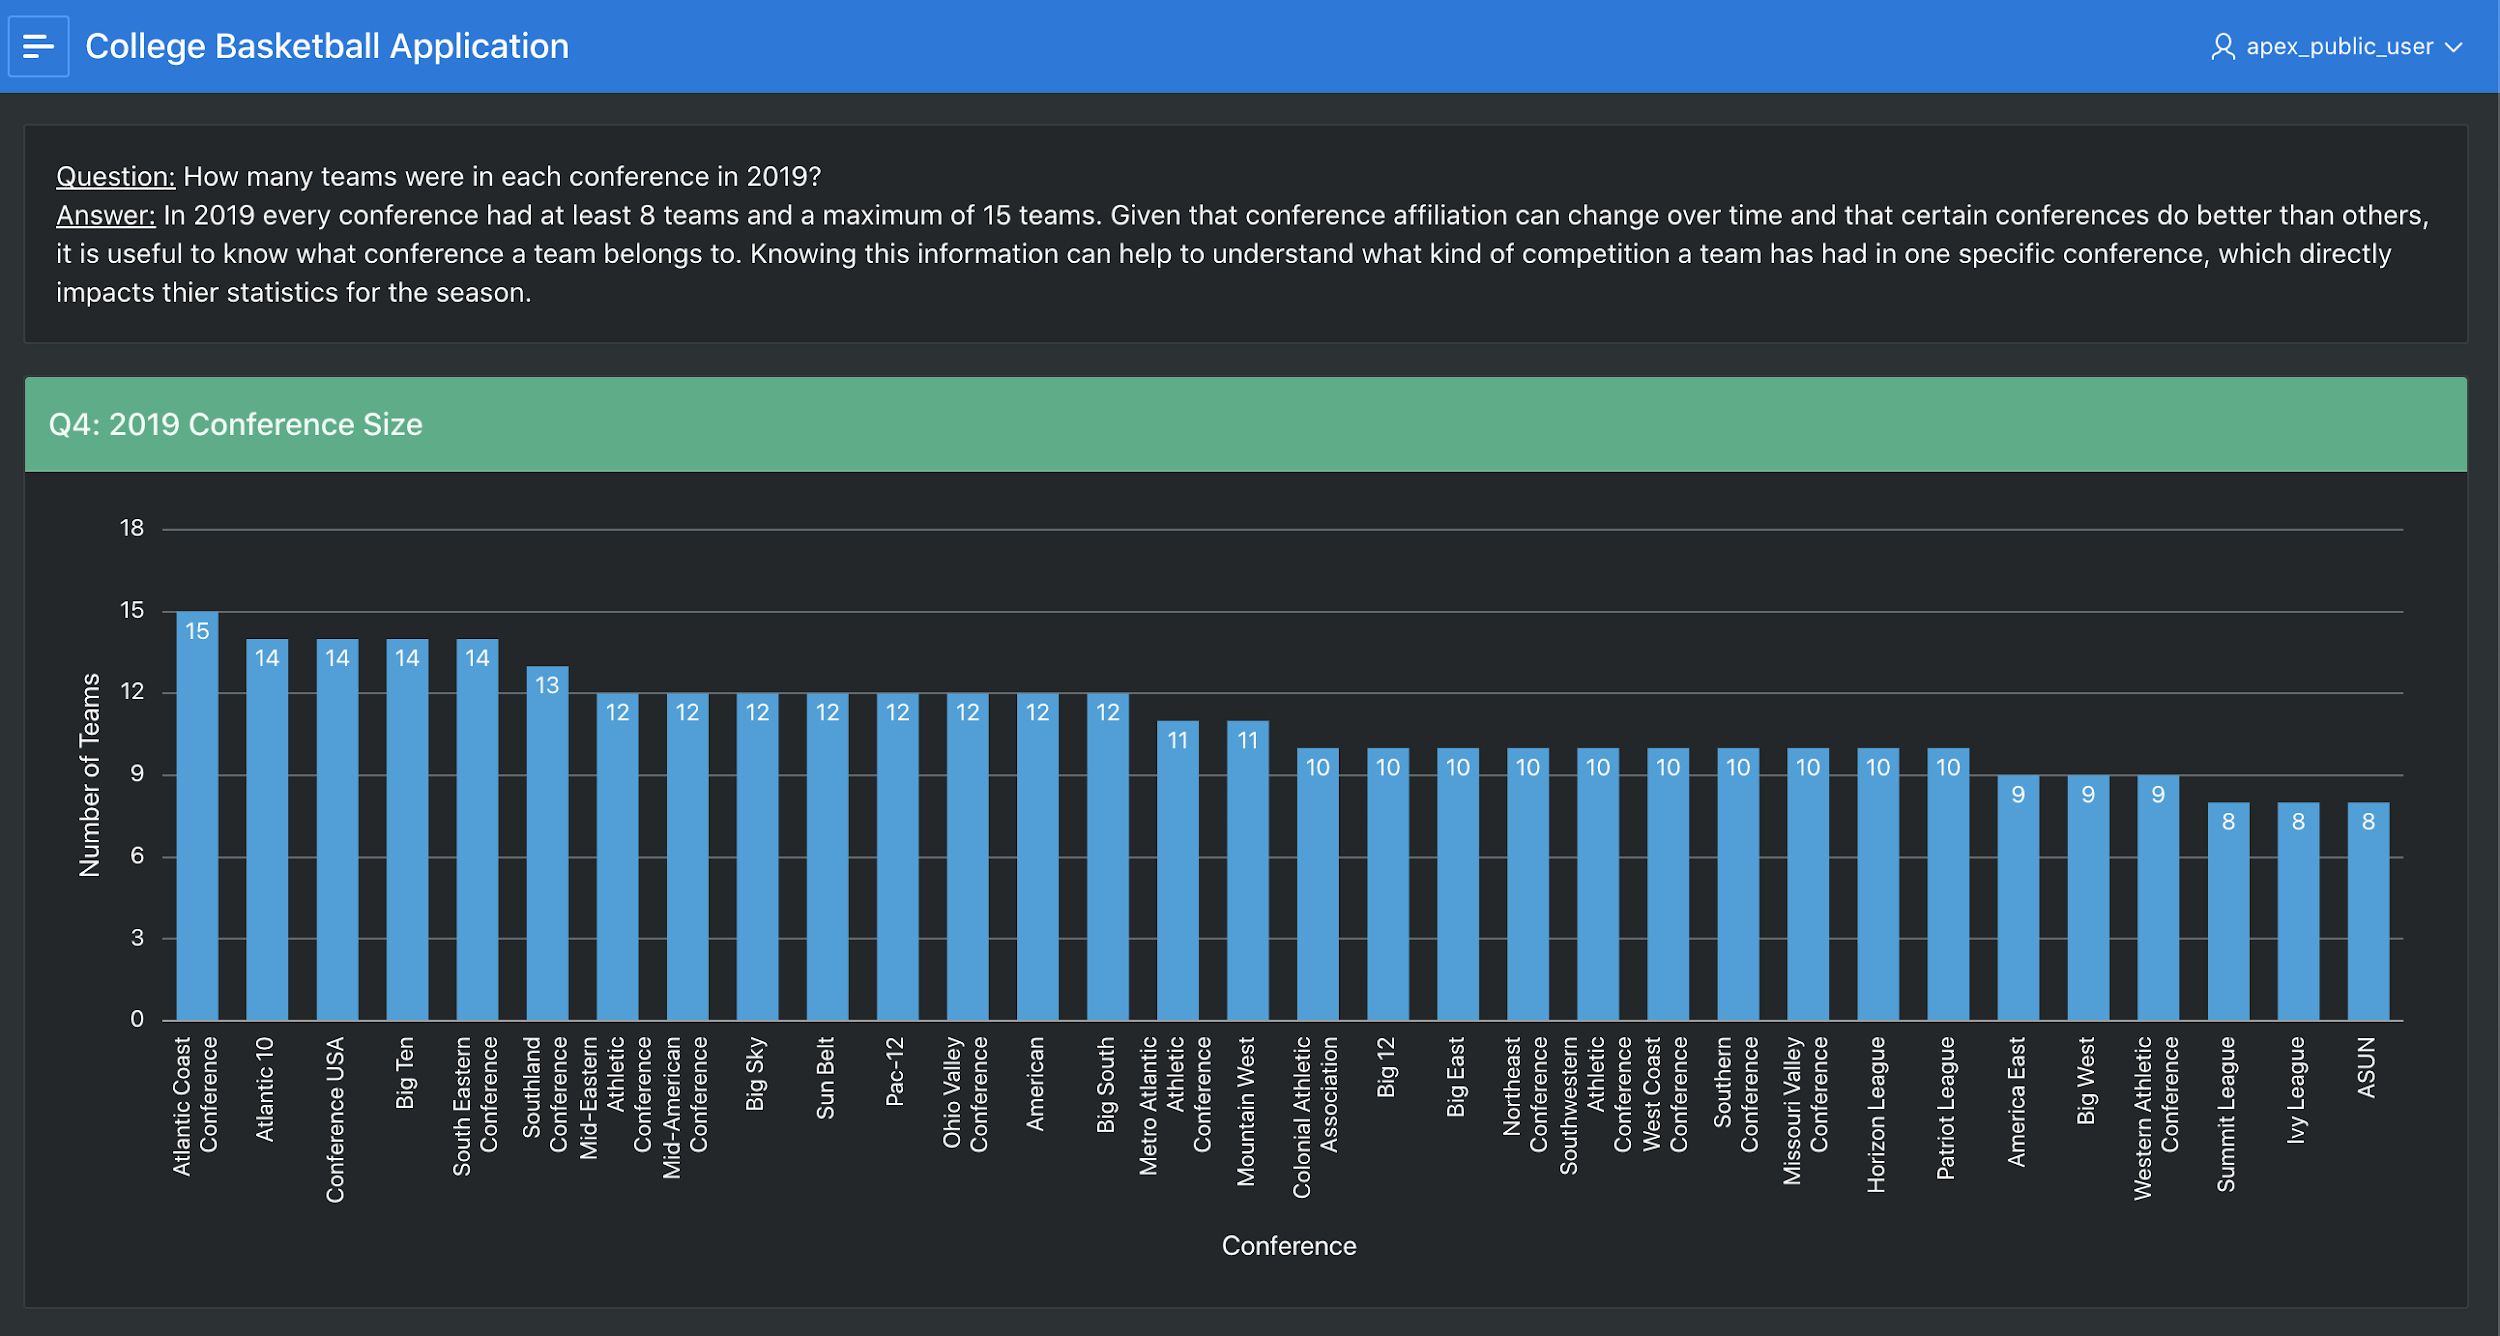 College Basketball Application
apex_public_user
Question: How many teams were in each conference in 2019?
Answer: In 2019 every conference had at least 8 teams and a maximum of 15 teams. Given that conference affiliation can change over time and that certain conferences do better than others,
it is useful to know what conference a team belongs to. Knowing this information can help to understand what kind of competition a team has had in one specific conference, which directly
impacts thier statistics for the season.
Q4: 2019 Conference Size
Number of Teams
18
15
12
9
6
3
0
15
14
14
14
14
13
12
12
12
12
12
12
12
12
11
11
10
10
10
10
10
10
10
10
10
10
9
9
9
8
8
8
Atlantic Coast
Conference
Atlantic 10
Conference USA
Big Ten
South Eastern
Conference
Southland
Conference
Mid-Eastern
Athletic
Conference
Mid-American
Conference
Big Sky
Sun Belt
Pac-12
Ohio Valley
Conference
American
Big South
Metro Atlantic
Athletic
Conference
Mountain West
Colonial Athletic
Association
Big 12
Big East
Northeast
Conference
Southwestern
Athletic
Conference
West Coast
Conference
Southern
Conference
Missouri Valley
Conference
Horizon League
Patriot League
America East
Big West
Western Athletic
Conference
Summit League
Ivy League
ASUN
Conference